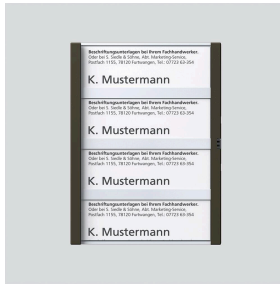 Beschriftungsunterlagen bei Ihrem Fachhandwerker.
Oder bei S. Siedle & Söhne, Abt. Marketing-Service,
Postfach 1155, 78120 Furtwangen, Tel.: 07723 63-354
K. Mustermann
Beschriftungsunterlagen bei Ihrem Fachhandwerker.
Oder bei S. Siedle & Söhne, Abt. Marketing-Service,
Postfach 1155, 78120 Furtwangen, Tel.: 07723 63-354
K. Mustermann
Beschriftungsunterlagen bei Ihrem Fachhandwerker.
Oder bei S. Siedle & Söhne, Abt. Marketing-Service,
Postfach 1155, 78120 Furtwangen, Tel.: 07723 63-354
K. Mustermann
Beschriftungsunterlagen bei Ihrem Fachhandwerker.
Oder bei S. Siedle & Söhne, Abt. Marketing-Service,
Postfach 1155, 78120 Furtwangen, Tel.: 07723 63-354
K. Mustermann